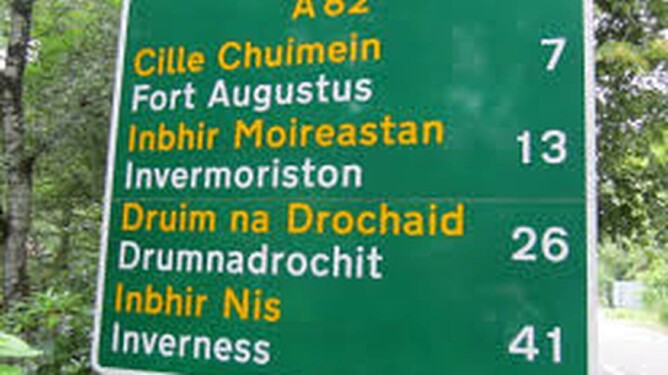 A82
Cille Chuimein
Fort Augustus 7
Inbhir Moireastan
Invermoriston 13
Druim na Drochaid
Drumnadrochit 26
Inbhir Nis
Inverness 41